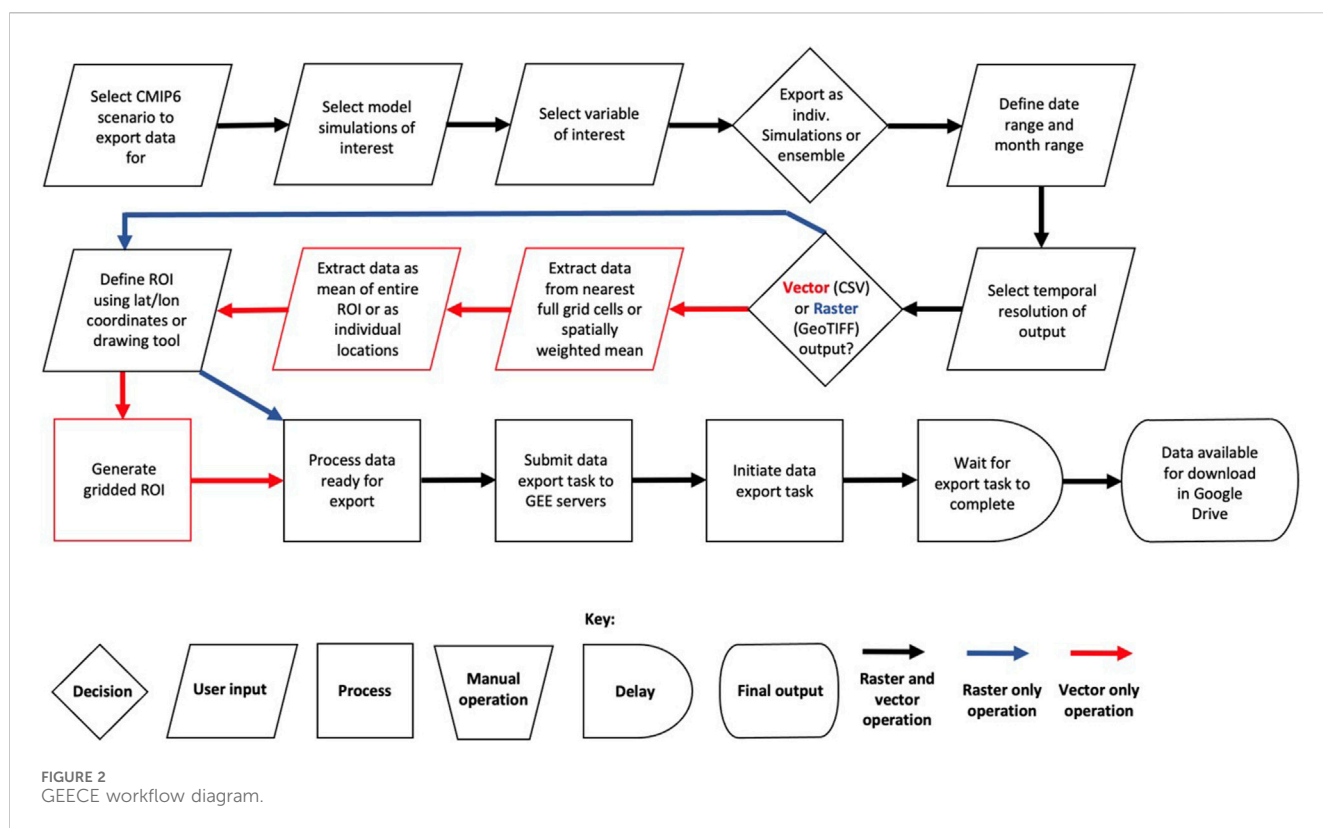 Select CMIP6
scenario to
export data
for
Select model
simulations of
interest
Select variable
of interest
Export as
indiv.
Simulations or
ensemble
Define date
range and
month range
Define ROI
using lat/lon
coordinates or
drawing tool
Extract data as
mean of entire
ROI or as
individual
locations
Extract data
from nearest
full grid cells or
spatially
weighted mean
Vector (CSV)
or Raster
(GeoTIFF)
output?
Select temporal
resolution of
output
Generate
gridded ROI
Process data
ready for
export
Submit data
export task to
GEE servers
Initiate data
export task
Wait for
export task to
complete
Data available
for download
in Google
Drive
Key:
Decision
User input
Process
Manual
operation
Delay
Final output
Raster and
vector
operation
Raster only
operation
Vector only
operation
FIGURE 2
GEECE workflow diagram.